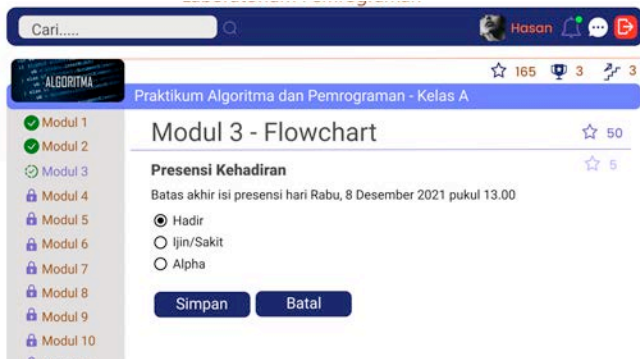 Laboratorium Pemrograman
Cari.....
Hasan
ALGORITMA
165 3 3
Praktikum Algoritma dan Pemrograman - Kelas A
Modul 1
Modul 2
Modul 3
Modul 4
Modul 5
Modul 6
Modul 7
Modul 8
Modul 9
Modul 10
Modul 3 - Flowchart
50
Presensi Kehadiran
5
Batas akhir isi presensi hari Rabu, 8 Desember 2021 pukul 13.00
Hadir
Ijin/Sakit
Alpha
Simpan Batal